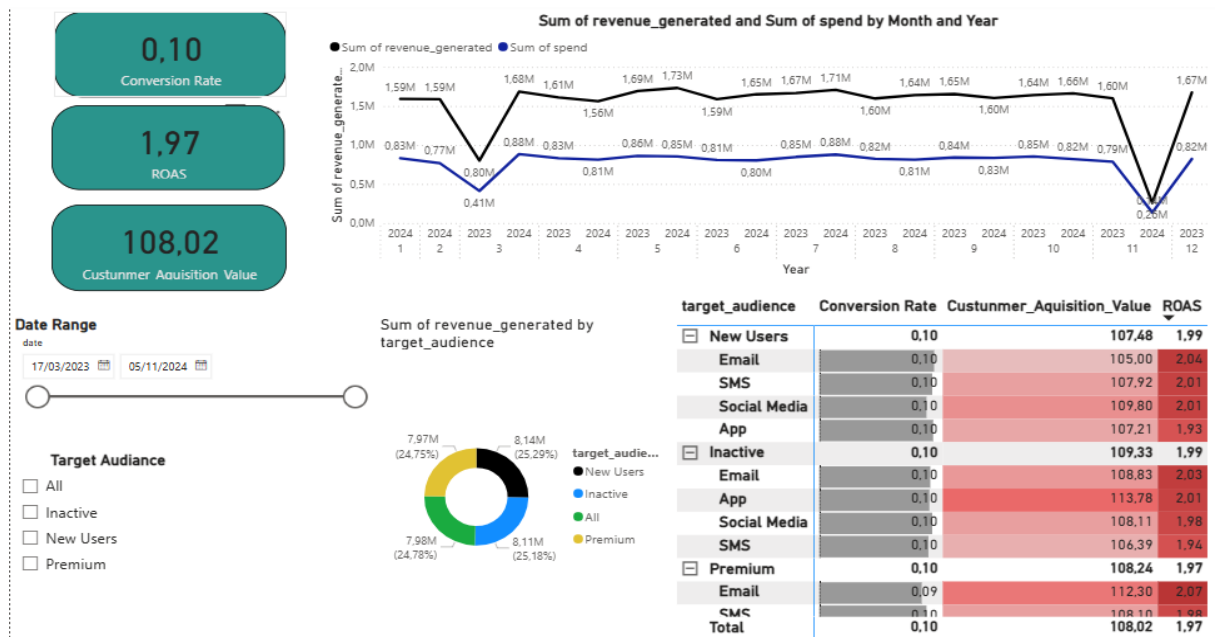 0,10
Conversion Rate
1,97
ROAS
108,02
Custunmer Aquisition Value
Sum of revenue_generated and Sum of spend by Month and Year
Sum of revenue_generated Sum of spend
Sum of revenue_generate...
2,0M
1,5M
1,0M
0,5M
0,0M
1,59M 1,59M 1,68M 1,61M 1,69M 1,73M 1,65M 1,67M 1,71M 1,64M 1,65M 1,64M 1,66M 1,60M 1,67M
1,56M 1,59M 1,60M 1,60M
0,83M 0,77M 0,88M 0,83M 0,86M 0,85M 0,81M 0,85M 0,88M 0,82M 0,84M 0,85M 0,82M 0,79M 0,82M
0,80M 0,81M 0,80M 0,81M 0,83M
0,41M 0,26M
2024 2024 2023 2024 2023 2024 2023 2024 2023 2024 2023 2024 2023 2024 2023 2024 2023 2024 2023 2024 2023
1 2 3 4 5 6 7 8 9 10 11 12
Year
Date Range
date
17/03/2023 05/11/2024
Target Audiance
All
Inactive
New Users
Premium
Sum of revenue_generated by
target_audience
7,97M
(24,75%)
8,14M
(25,29%)
7,98M
(24,78%)
8,11M
(25,18%)
target_audie...
New Users
Inactive
All
Premium
target_audience Conversion Rate Custunmer_Aquisition_Value ROAS
New Users 0,10 107,48 1,99
Email 0,10 105,00 2,04
SMS 0,10 107,92 2,01
Social Media 0,10 109,80 2,01
App 0,10 107,21 1,93
Inactive 0,10 109,33 1,99
Email 0,10 108,83 2,03
App 0,10 113,78 2,01
Social Media 0,10 108,11 1,98
SMS 0,10 106,39 1,94
Premium 0,10 108,24 1,97
Email 0,09 112,30 2,07
SMS 0,10 108,10 1,98
Total 0,10 108,02 1,97